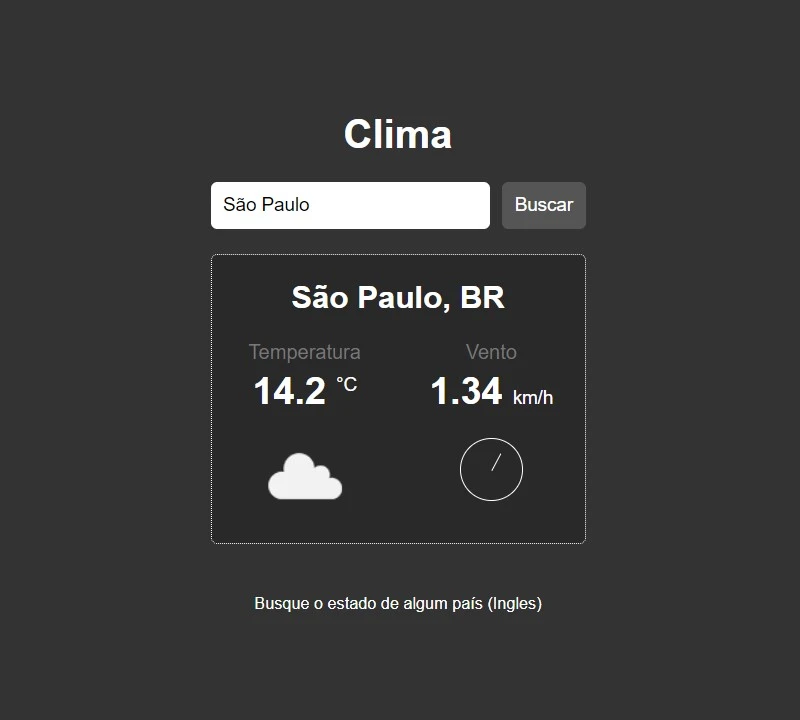 Clima
São Paulo Buscar
São Paulo, BR
Temperatura Vento
14.2 °C 1.34 km/h
Busque o estado de algum país (Ingles)